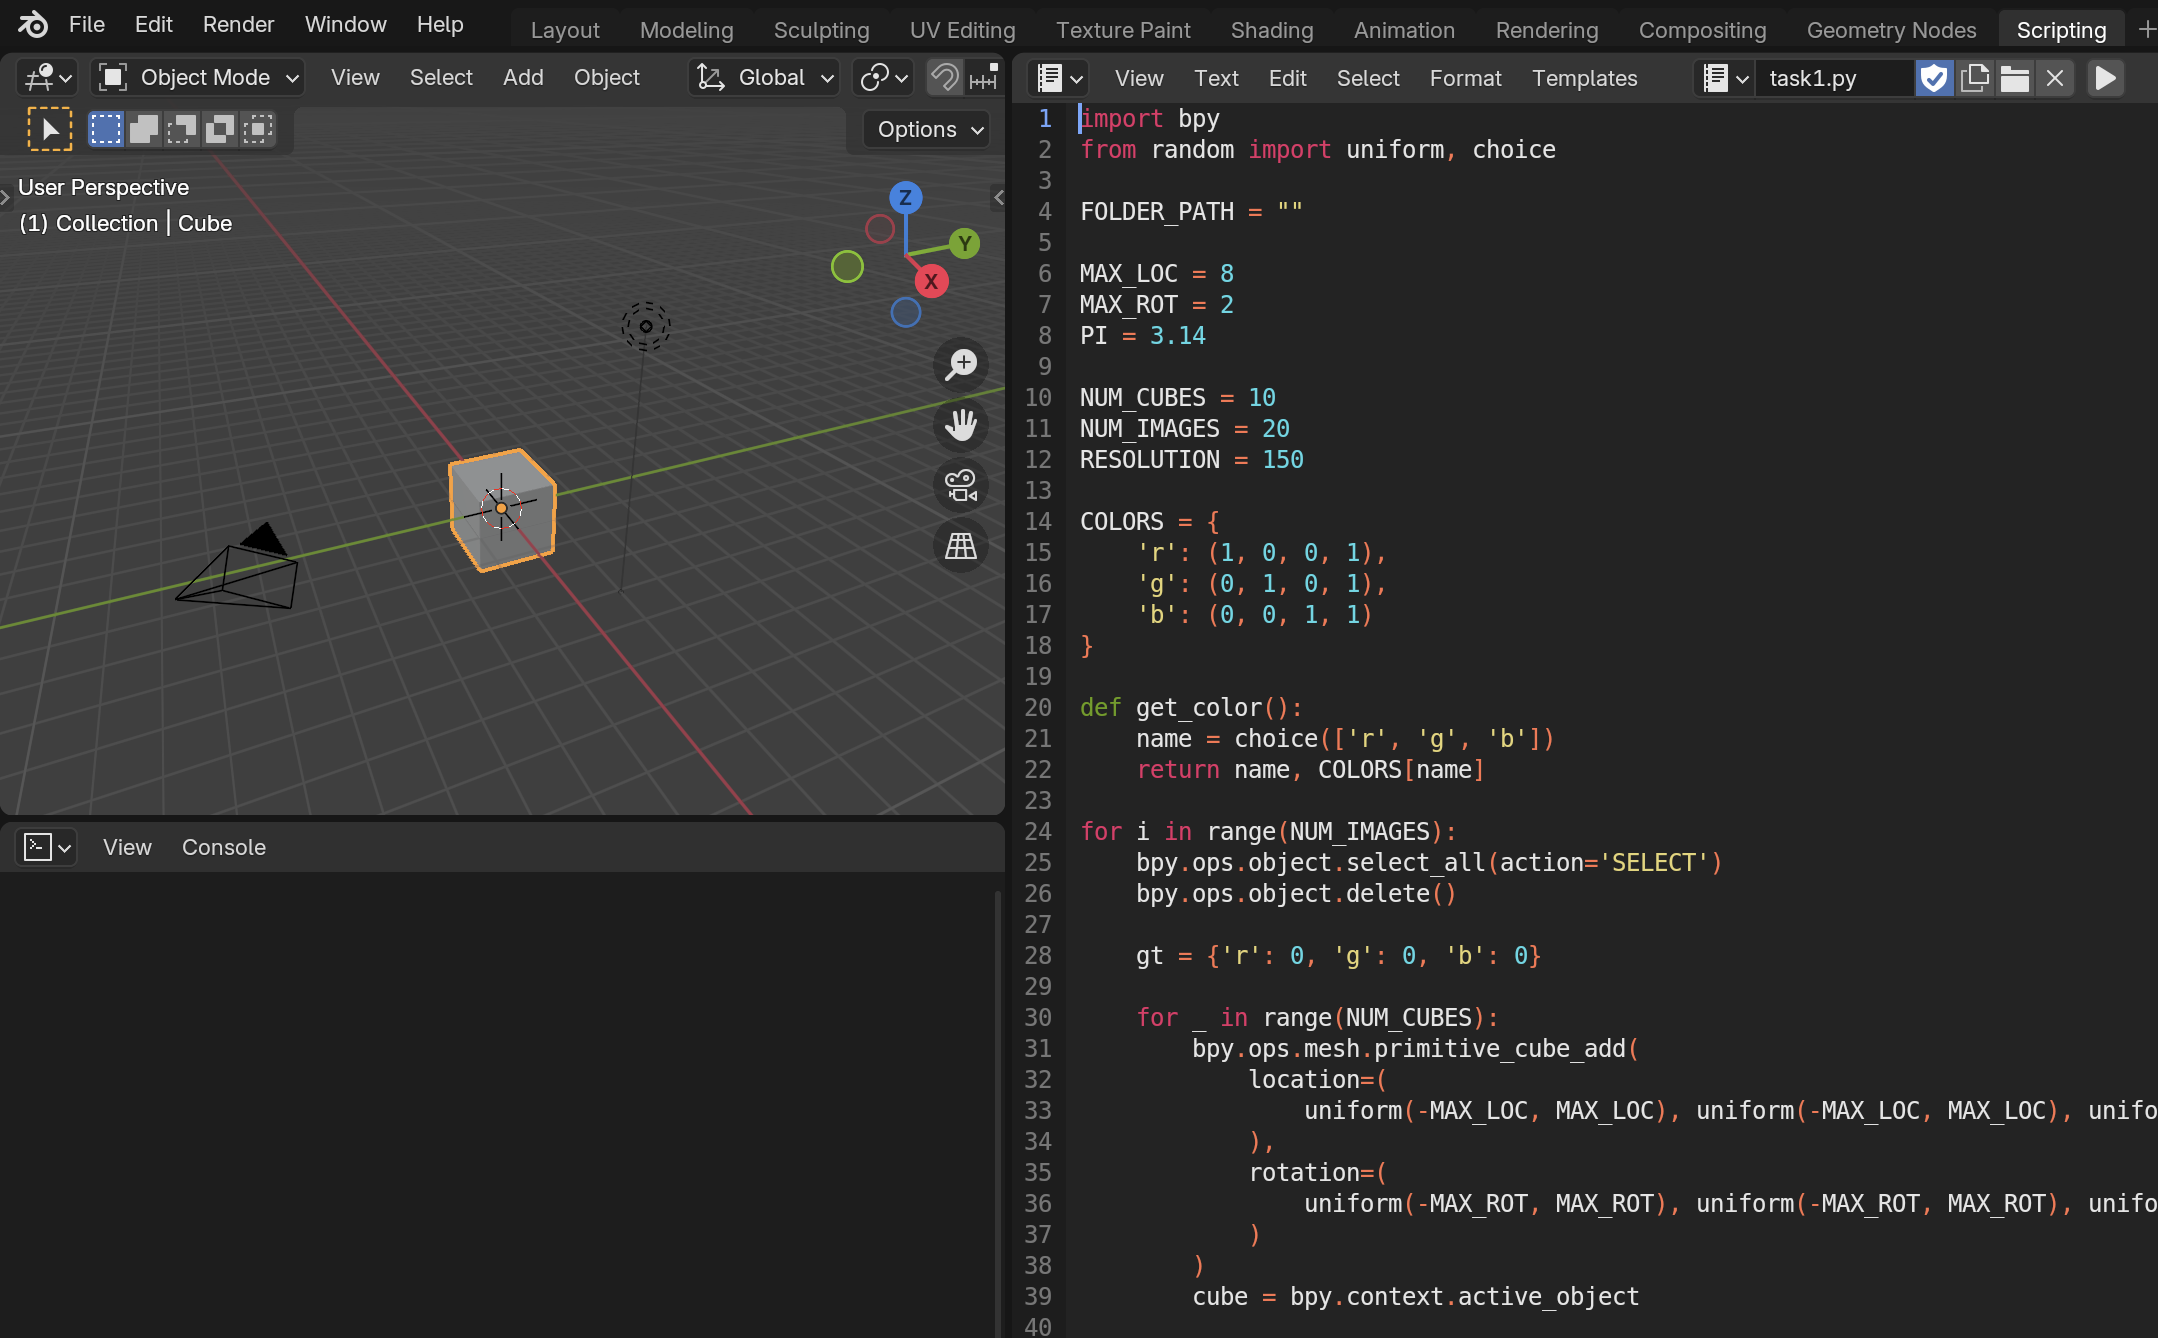 File Edit Render Window Help Layout Modeling Sculpting UV Editing Texture Paint Shading Animation Rendering Compositing Geometry Nodes Scripting +
Object Mode View Select Add Object Global
Options
User Perspective
(1) Collection | Cube
Z
Y
X
View Console
View Text Edit Select Format Templates task1.py
1 import bpy
2 from random import uniform, choice
3
4 FOLDER_PATH = ""
5
6 MAX_LOC = 8
7 MAX_ROT = 2
8 PI = 3.14
9
10 NUM_CUBES = 10
11 NUM_IMAGES = 20
12 RESOLUTION = 150
13
14 COLORS = {
15     'r': (1, 0, 0, 1),
16     'g': (0, 1, 0, 1),
17     'b': (0, 0, 1, 1)
18 }
19
20 def get_color():
21     name = choice(['r', 'g', 'b'])
22     return name, COLORS[name]
23
24 for i in range(NUM_IMAGES):
25     bpy.ops.object.select_all(action='SELECT')
26     bpy.ops.object.delete()
27
28     gt = {'r': 0, 'g': 0, 'b': 0}
29
30     for _ in range(NUM_CUBES):
31         bpy.ops.mesh.primitive_cube_add(
32             location=(
33                 uniform(-MAX_LOC, MAX_LOC), uniform(-MAX_LOC, MAX_LOC), unifo
34             ),
35             rotation=(
36                 uniform(-MAX_ROT, MAX_ROT), uniform(-MAX_ROT, MAX_ROT), unifo
37             )
38         )
39         cube = bpy.context.active_object
40